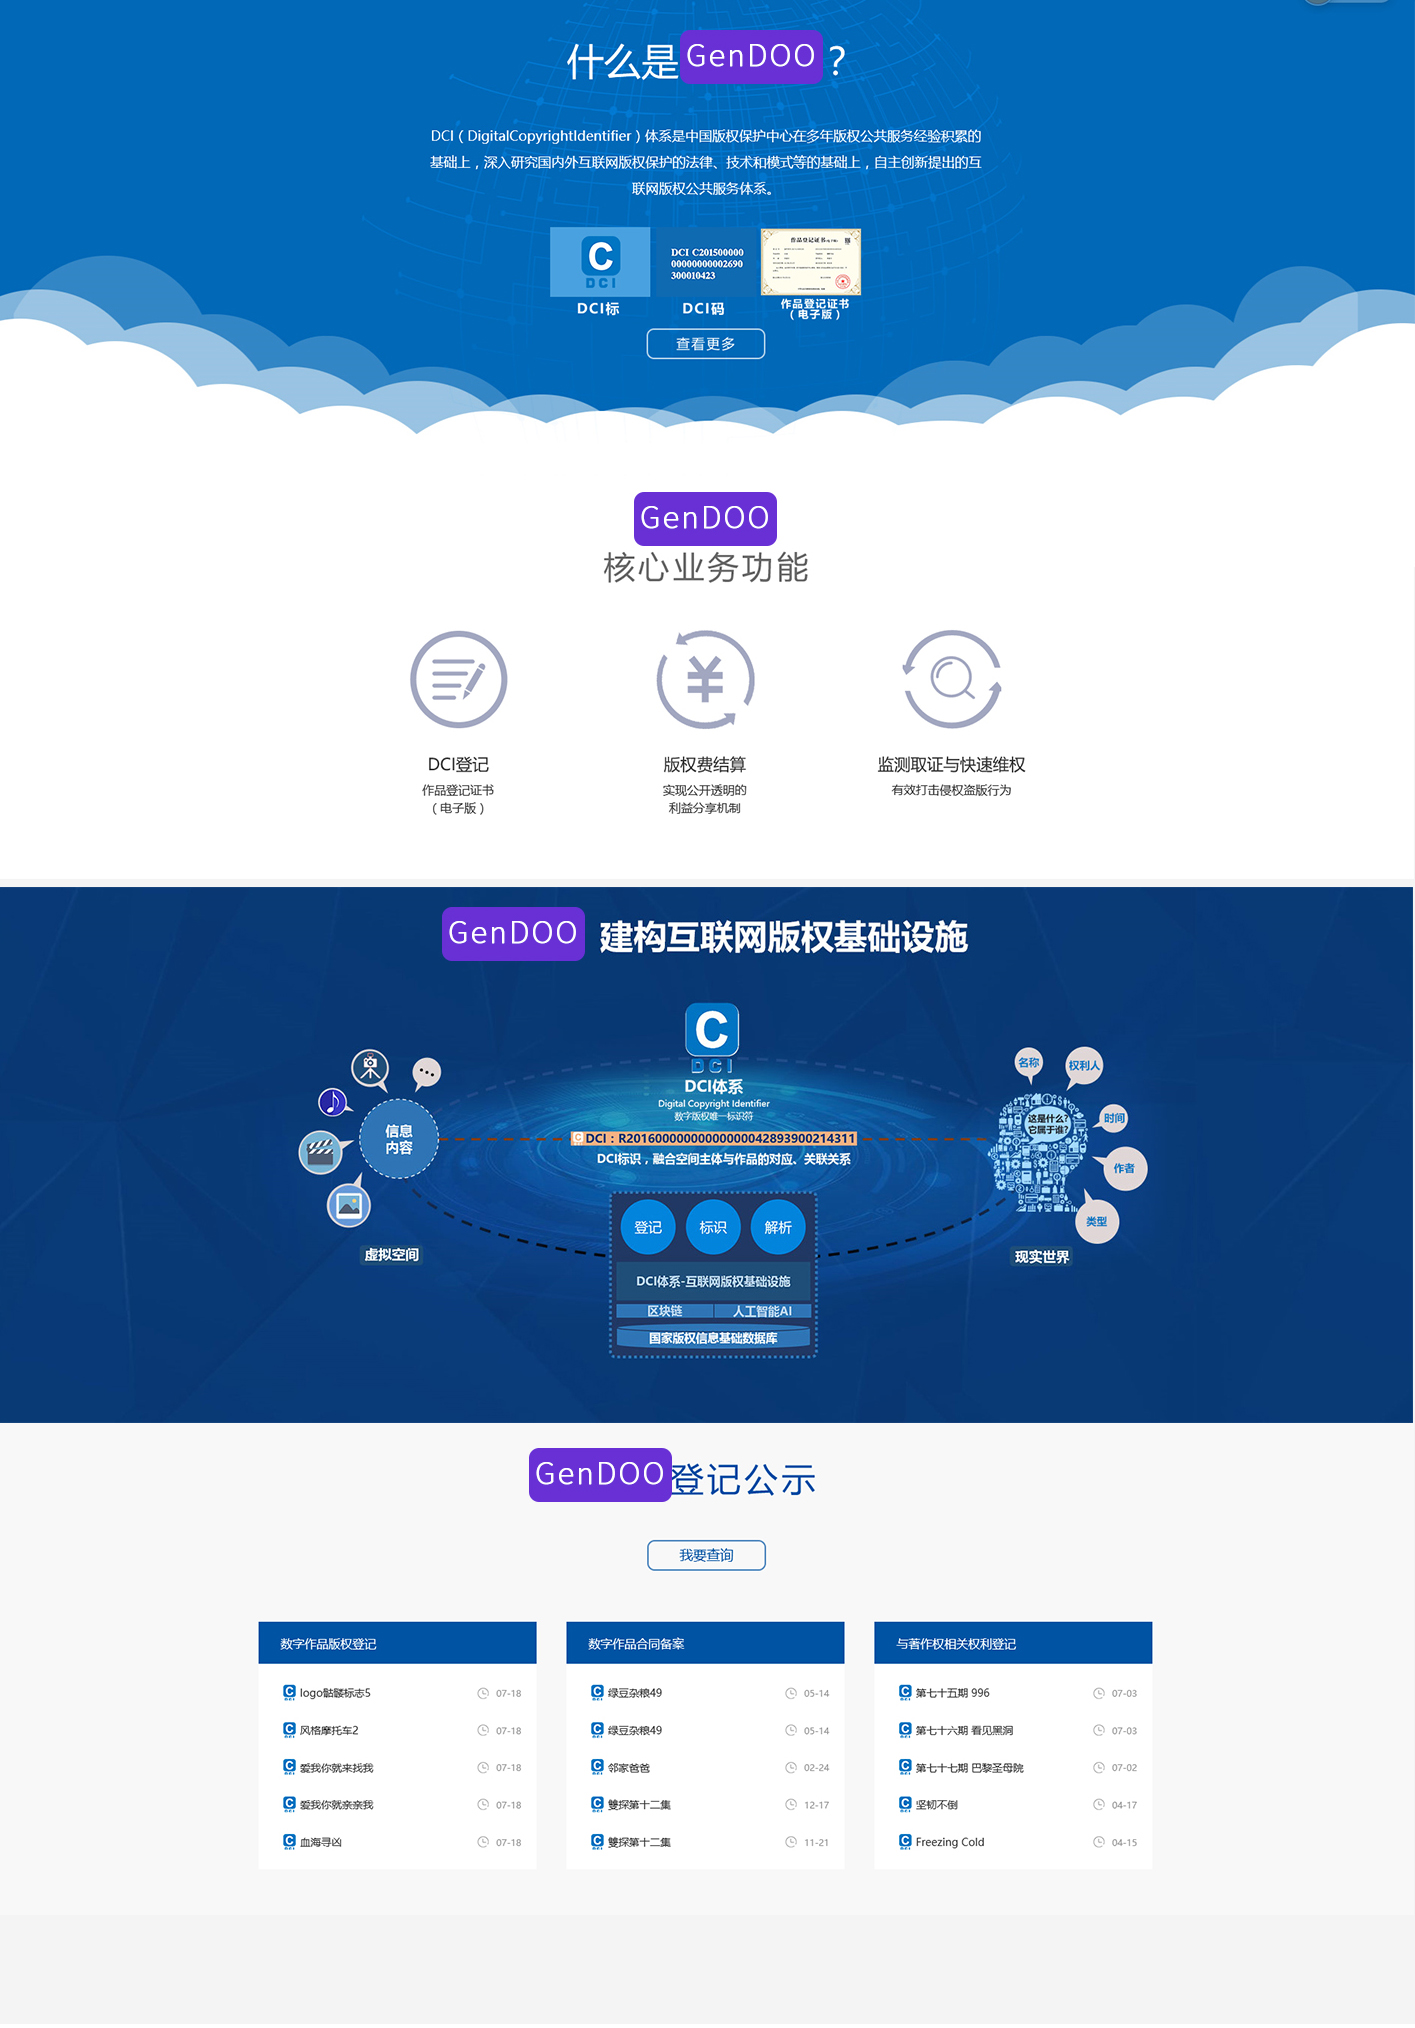 什么是GenDOO？
DCI（DigitalCopyrightIdentifier）体系是中国版权保护中心在多年版权公共服务经验积累的
基础上，深入研究国内外互联网版权保护的法律、技术和模式等的基础上，自主创新提出的互
联网版权公共服务体系。
C
DCI
DCI C201500000
00000000002690
300010423
作品登记证书
DCI标
DCI码
作品登记证书
（电子版）
查看更多
GenDOO
核心业务功能
¥
DCI登记
版权费结算
监测取证与快速维权
作品登记证书
（电子版）
实现公开透明的
利益分享机制
有效打击侵权盗版行为
GenDOO 建构互联网版权基础设施
C
DCI
DCI体系
Digital Copyright Identifier
数字版权唯一标识符
DCI：R20160000000000000042893900214311
DCI标识，融合空间主体与作品的对应、关联关系
信息
内容
虚拟空间
名称
权利人
时间
这是什么?
它属于谁?
作者
类型
现实世界
登记 标识 解析
DCI体系-互联网版权基础设施
区块链 人工智能AI
国家版权信息基础数据库
GenDOO登记公示
我要查询
数字作品版权登记
logo骷髅标志5 07-18
风格摩托车2 07-18
爱我你就来找我 07-18
爱我你就亲亲我 07-18
血海寻凶 07-18
数字作品合同备案
绿豆杂粮49 05-14
绿豆杂粮49 05-14
邻家爸爸 02-24
雙探第十二集 12-17
雙探第十二集 11-21
与著作权相关权利登记
第七十五期 996 07-03
第七十六期 看见黑洞 07-03
第七十七期 巴黎圣母院 07-02
坚韧不倒 04-17
Freezing Cold 04-15